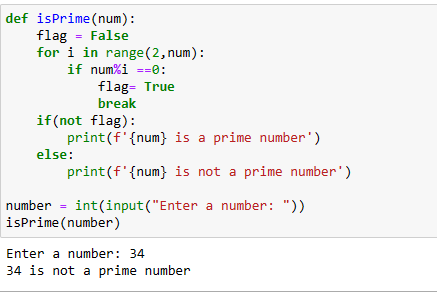 def isPrime(num):
    flag = False
    for i in range(2,num):
        if num%i ==0:
            flag= True
            break
    if(not flag):
        print(f'{num} is a prime number')
    else:
        print(f'{num} is not a prime number')

number = int(input("Enter a number: "))
isPrime(number)
Enter a number: 34
34 is not a prime number